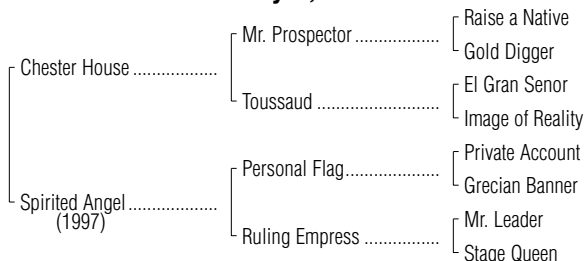 Raise a Native
Mr. Prospector ....................
Gold Digger
Chester House ..................
El Gran Senor
Toussaud ..........................
Image of Reality
Private Account
Personal Flag....................
Grecian Banner
Spirited Angel...................
(1997)
Mr. Leader
Ruling Empress ................
Stage Queen